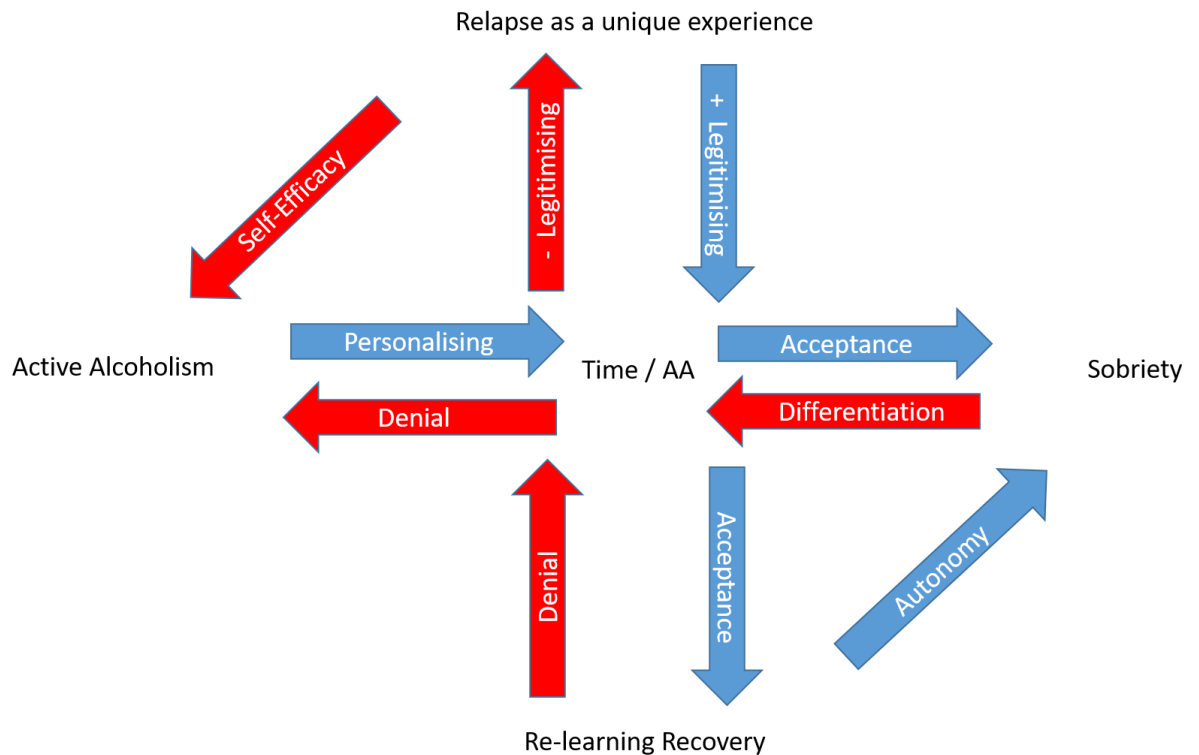 Relapse as a unique experience
- Legitimising
+ Legitimising
Self-Efficacy
Personalising
Acceptance
Active Alcoholism
Time / AA
Sobriety
Denial
Differentiation
Denial
Acceptance
Autonomy
Re-learning Recovery